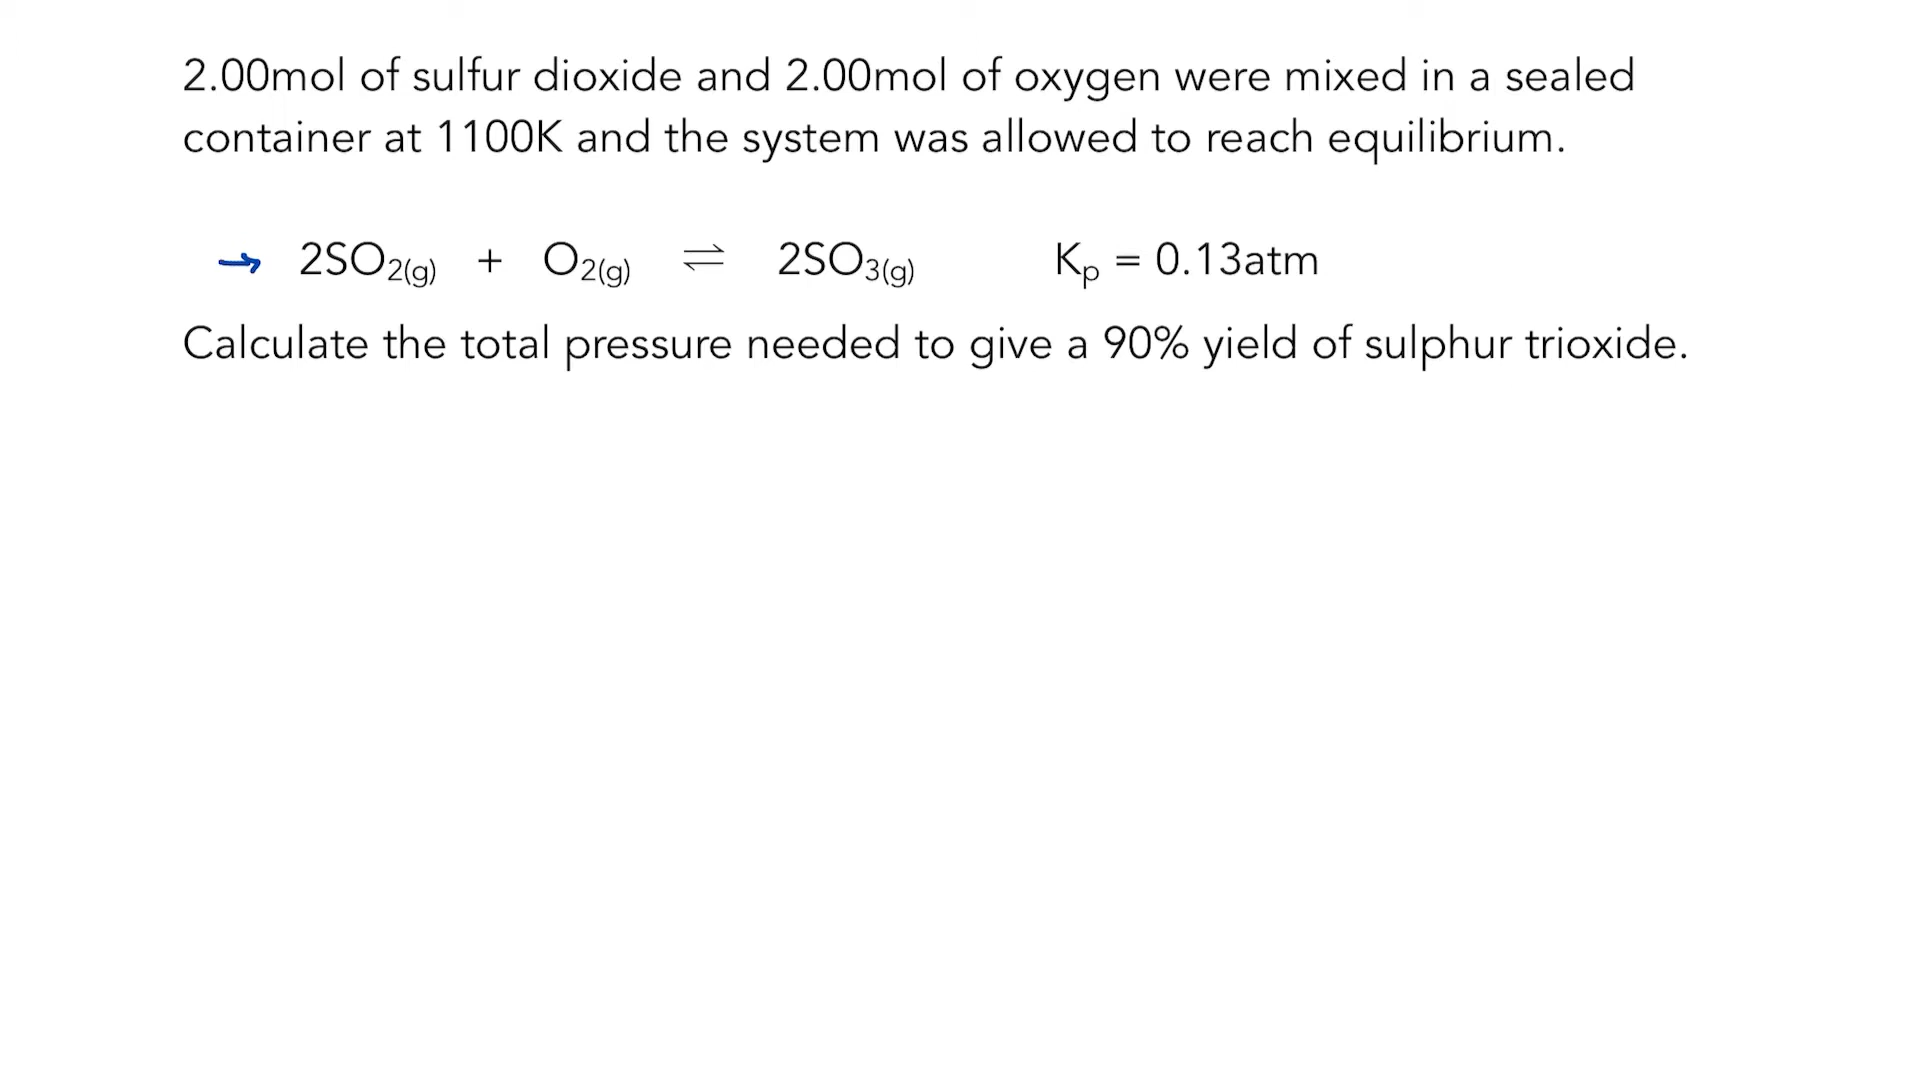 2.00mol of sulfur dioxide and 2.00mol of oxygen were mixed in a sealed
container at 1100K and the system was allowed to reach equilibrium.
→ 2SO2(g) + O2(g) ⇌ 2SO3(g) Kp = 0.13atm
Calculate the total pressure needed to give a 90% yield of sulphur trioxide.